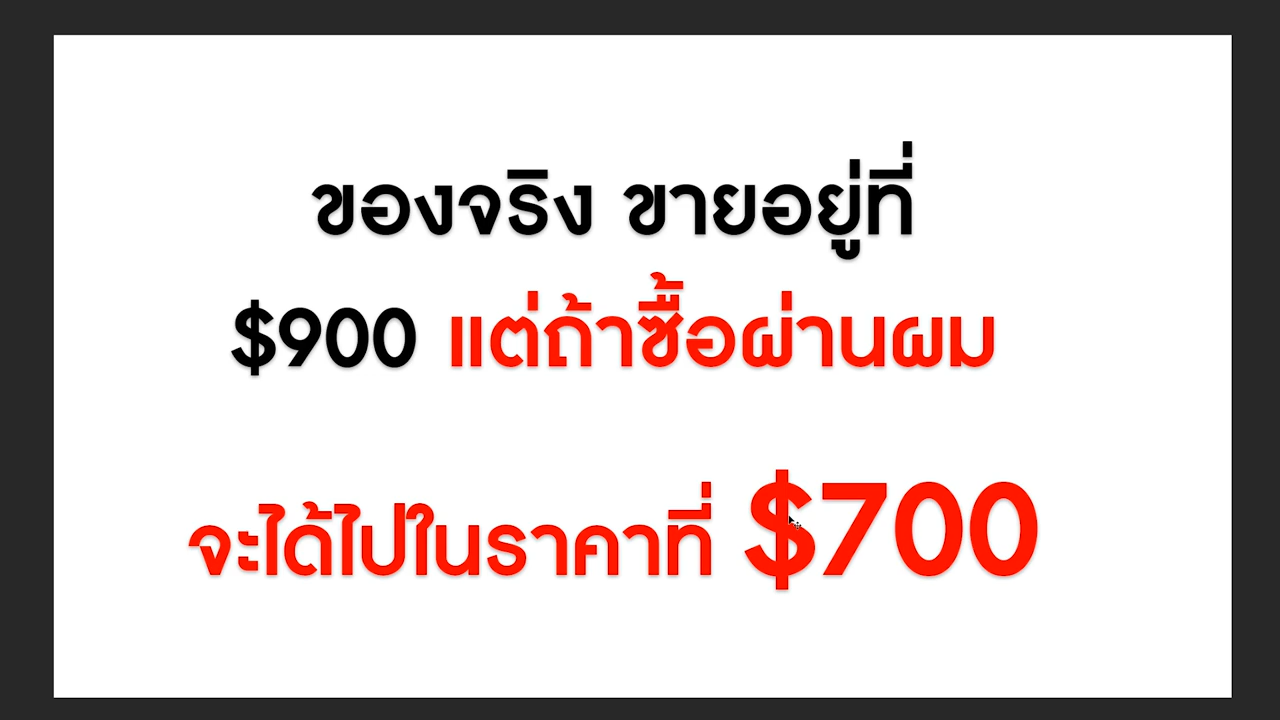 ของจริง ขายอยู่ที่
$900 แต่ถ้าซื้อผ่านผม
จะได้ไปในราคาที่ $700